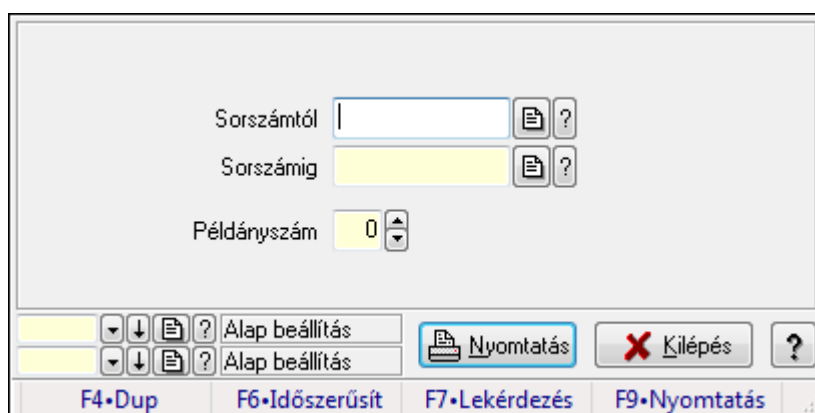 Sorszámtól ?
Sorszámig ?
Példányszám 0
? Alap beállítás
? Alap beállítás
Nyomtatás Kilépés ?
F4•Dup F6•Időszerűsít F7•Lekérdezés F9•Nyomtatás